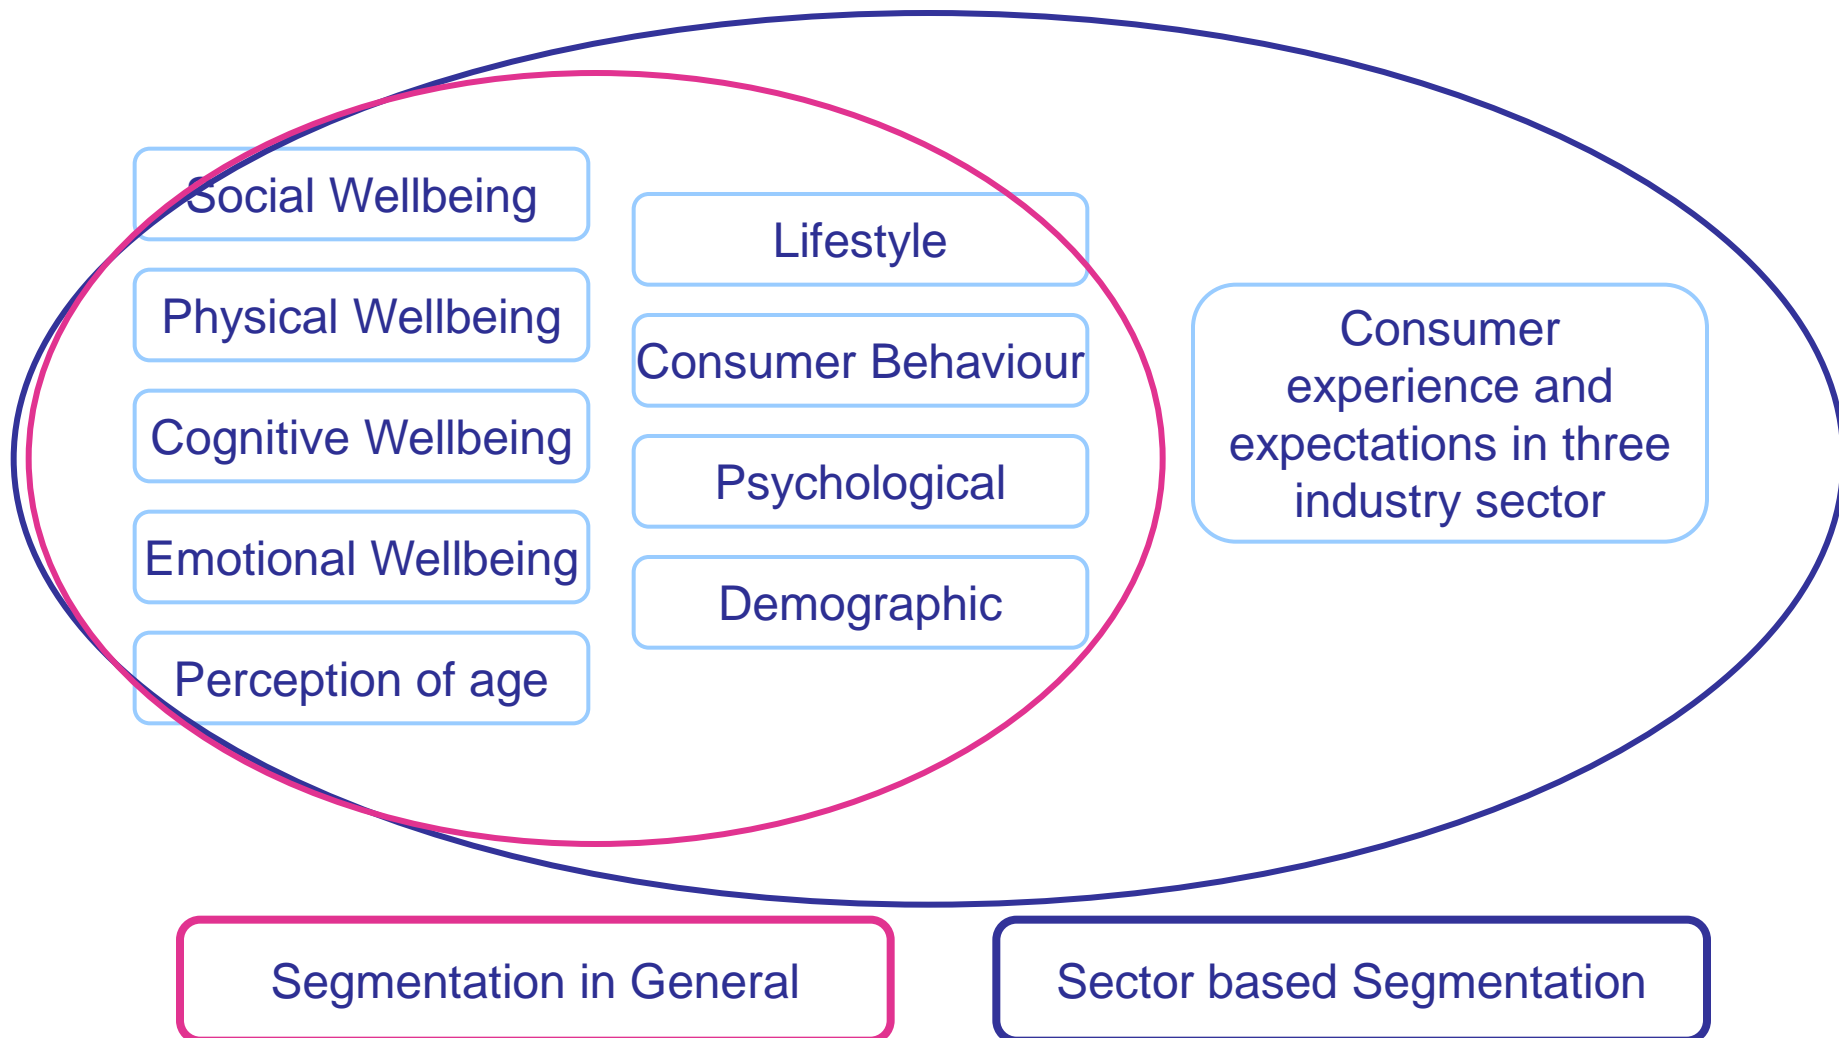 Social Wellbeing
Physical Wellbeing
Cognitive Wellbeing
Emotional Wellbeing
Perception of age
Lifestyle
Consumer Behaviour
Psychological
Demographic
Consumer
experience and
expectations in three
industry sector
Segmentation in General
Sector based Segmentation